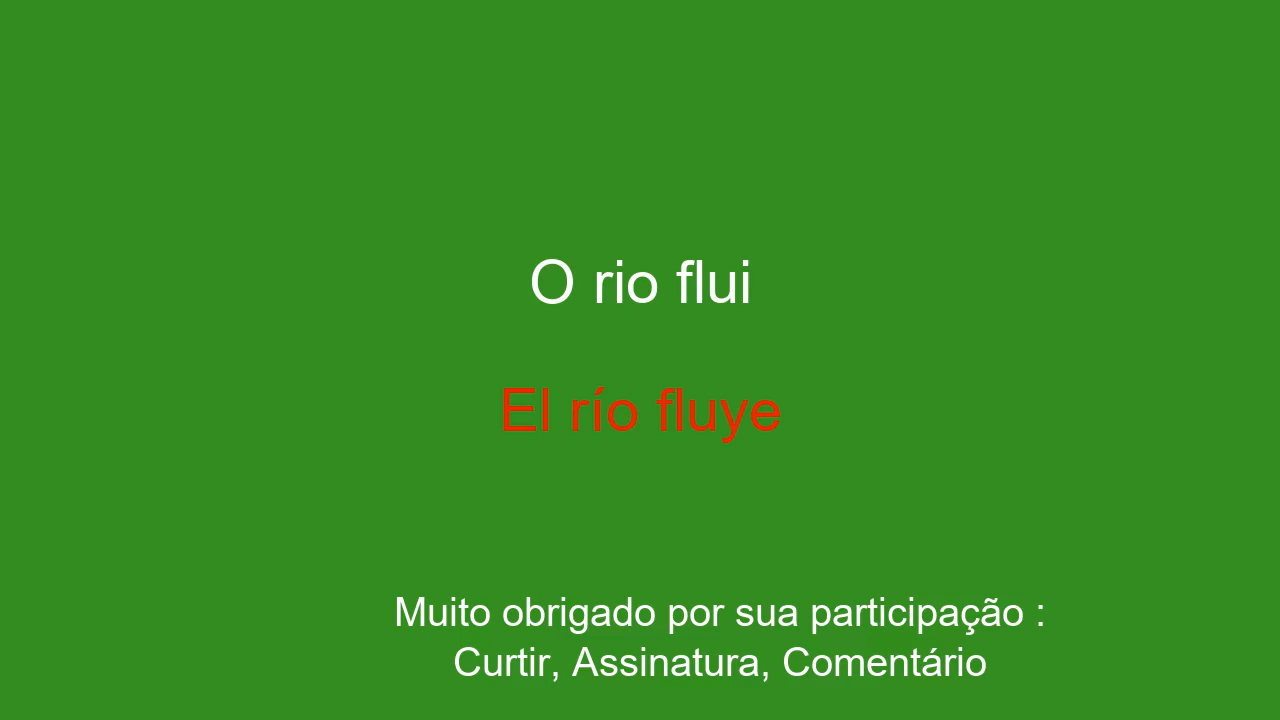 O rio flui
El río fluye
Muito obrigado por sua participação :
Curtir, Assinatura, Comentário